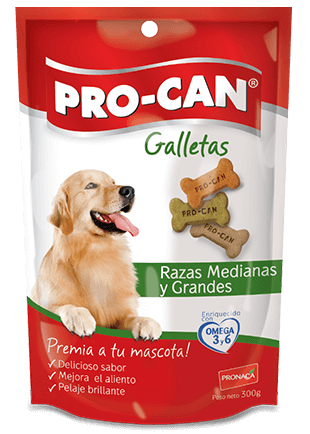 PRO-CAN®
Galletas
PRO-CAN
PRO-CAN
PRO-CAN
Razas Medianas
y Grandes
Enriquecido
con
OMEGA
3 y 6
Premia a tu mascota!
✓ Delicioso sabor
✓ Mejora el aliento
✓ Pelaje brillante
PRONACA
Peso neto 300g